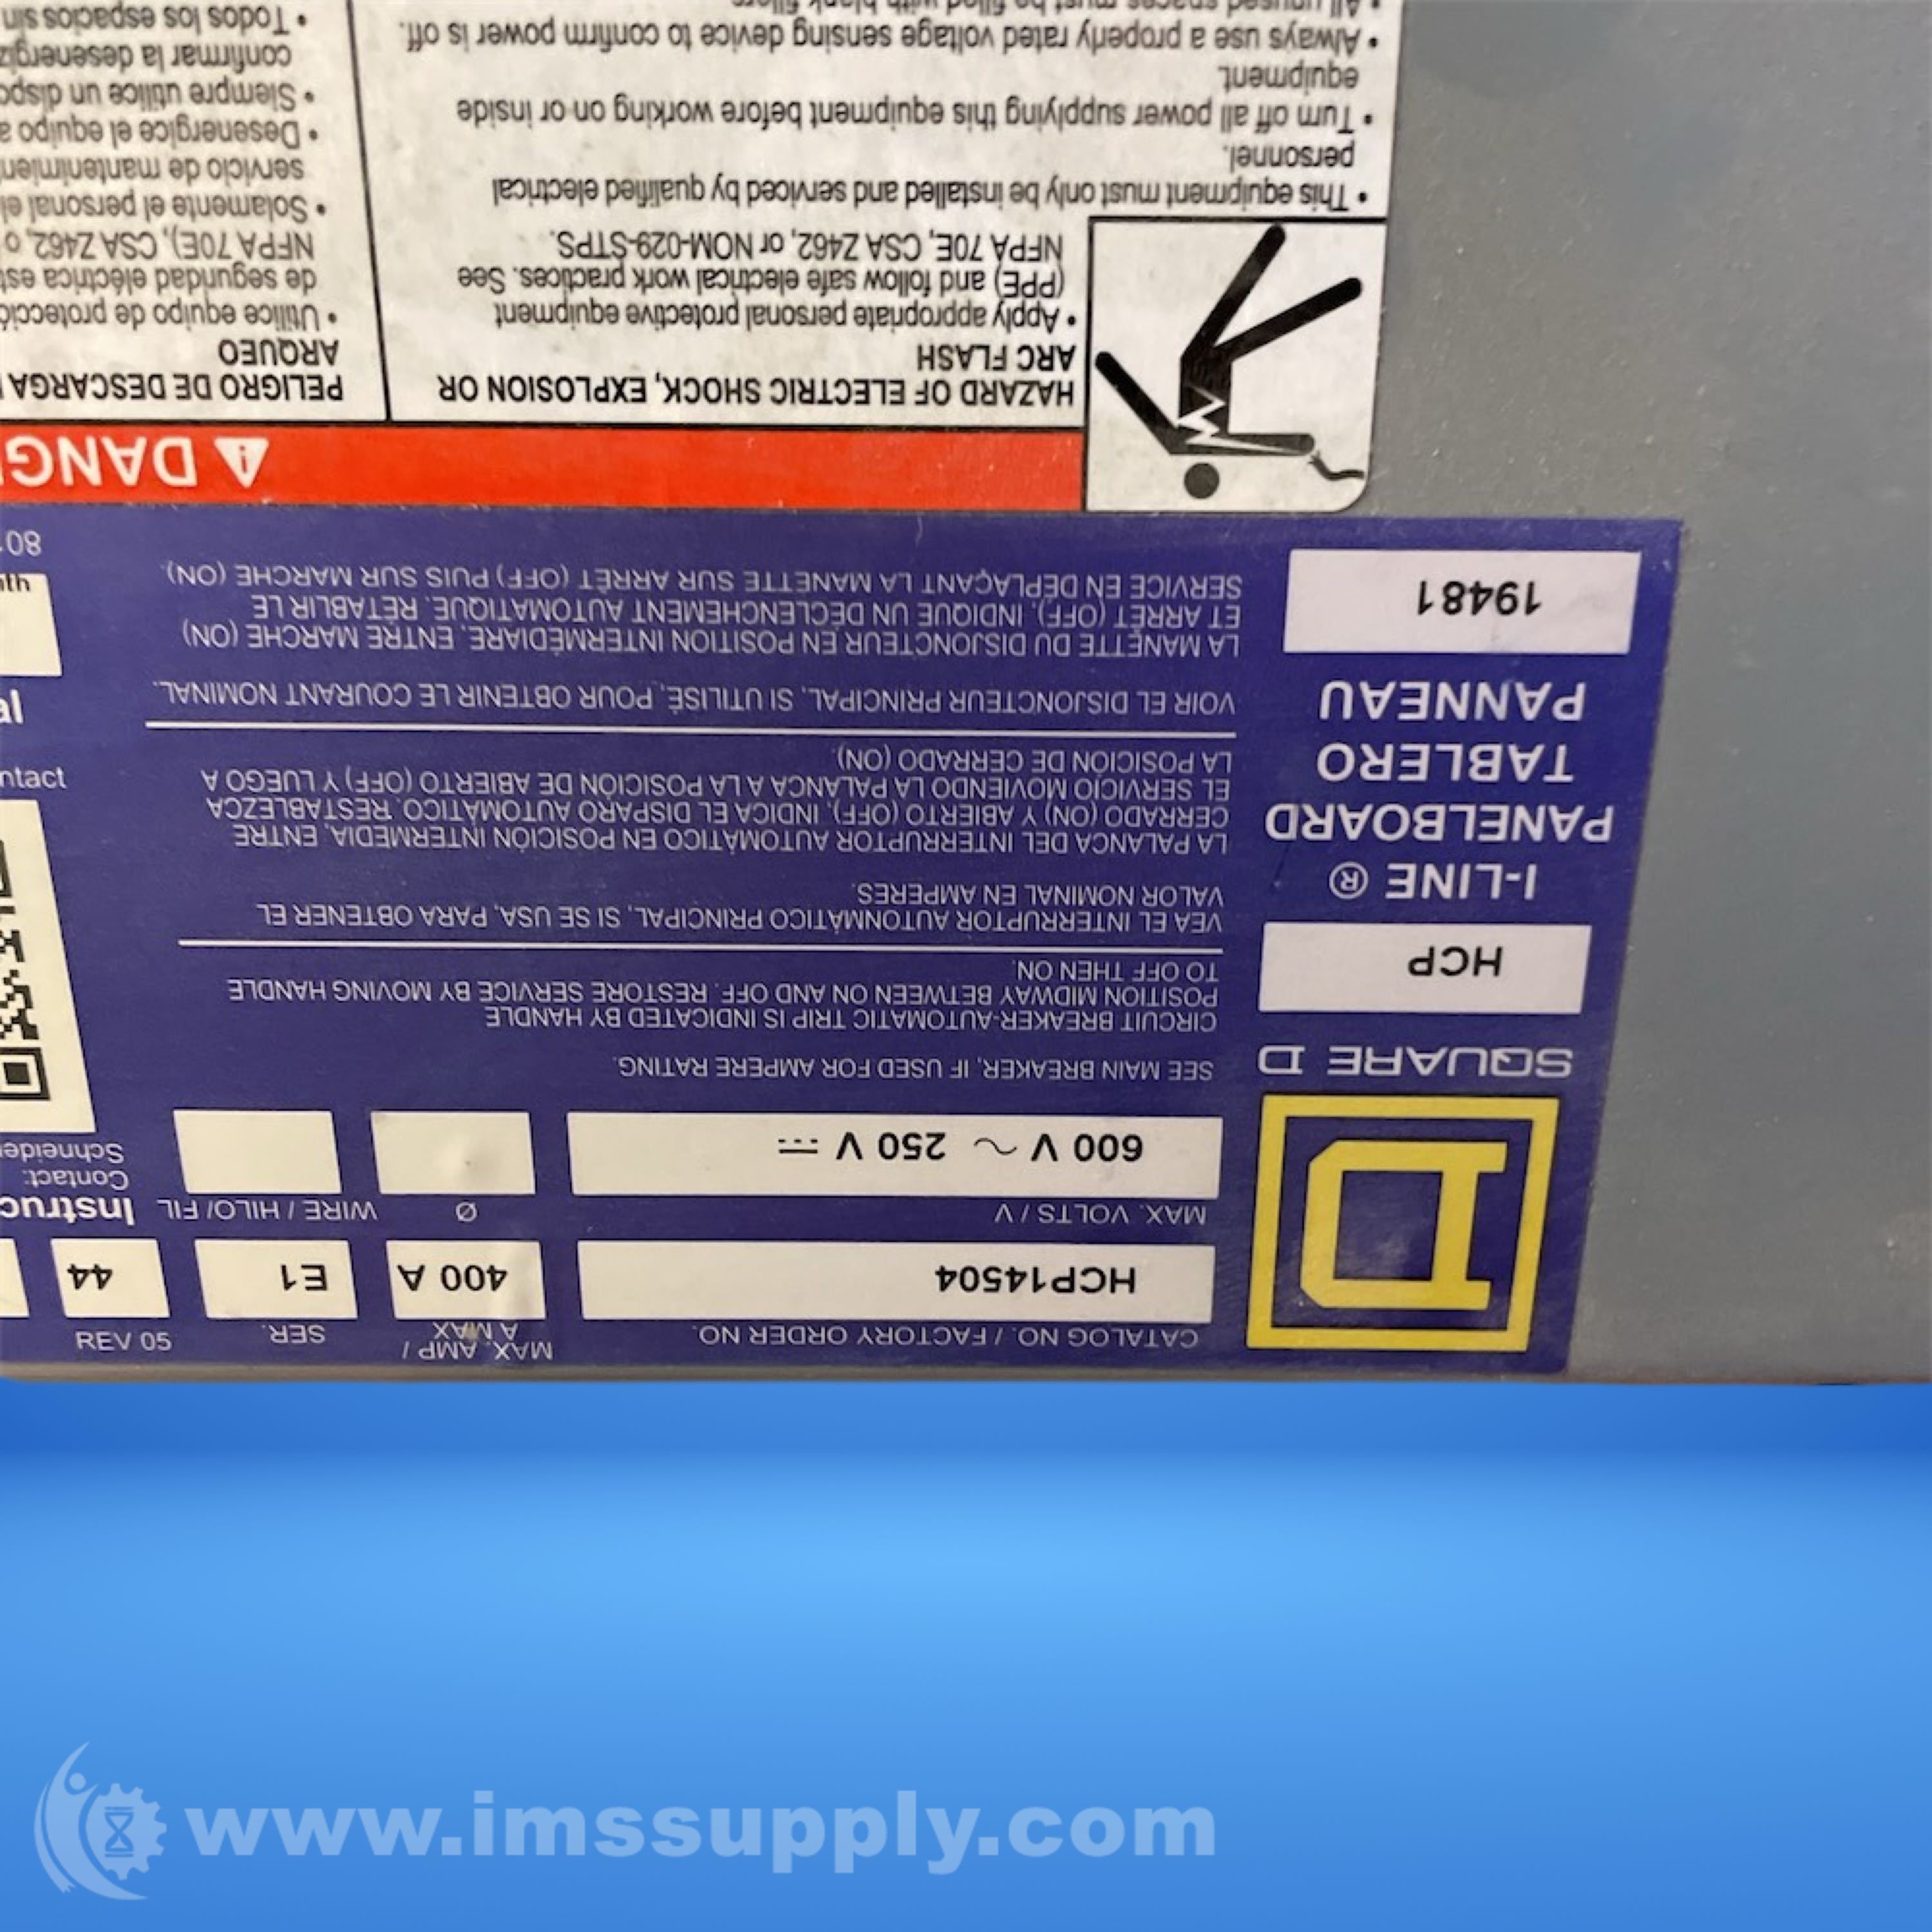 CATALOG NO. / FACTORY ORDER NO.
HCP14504
MAX. AMP /
A MAX
400 A
SER.
E1
REV 05
44
MAX. VOLTS / V
600 V ~ 250 V ⎓
Ø
WIRE / HILO/ FIL
SQUARE D
HCP
I-LINE ®
PANELBOARD
TABLERO
PANNEAU
19481
SEE MAIN BREAKER, IF USED FOR AMPERE RATING.
CIRCUIT BREAKER-AUTOMATIC TRIP IS INDICATED BY HANDLE
POSITION MIDWAY BETWEEN ON AND OFF. RESTORE SERVICE BY MOVING HANDLE
TO OFF THEN ON.
VEA EL INTERRUPTOR AUTONMÁTICO PRINCIPAL, SI SE USA, PARA OBTENER EL
VALOR NOMINAL EN AMPERES.
LA PALANCA DEL INTERRUPTOR AUTOMÁTICO EN POSICIÓN INTERMEDIA, ENTRE
CERRADO (ON) Y ABIERTO (OFF), INDICA EL DISPARO AUTOMÁTICO. RESTABLEZCA
EL SERVICIO MOVIENDO LA PALANCA A LA POSICIÓN DE ABIERTO (OFF) Y LUEGO A
LA POSICIÓN DE CERRADO (ON).
VOIR EL DISJONCTEUR PRINCIPAL, SI UTILISÉ, POUR OBTENIR LE COURANT NOMINAL.
LA MANETTE DU DISJONCTEUR EN POSITION INTERMÉDIARE, ENTRE MARCHE (ON)
ET ARRÊT (OFF), INDIQUE UN DÉCLENCHEMENT AUTOMATIQUE. RÉTABLIR LE
SERVICE EN DÉPLAÇANT LA MANETTE SUR ARRÊT (OFF) PUIS SUR MARCHE (ON).
Contact:
ntact
al
nth
DANG
HAZARD OF ELECTRIC SHOCK, EXPLOSION OR
ARC FLASH
• Apply appropriate personal protective equipment
(PPE) and follow safe electrical work practices. See
NFPA 70E, CSA Z462, or NOM-029-STPS.
• This equipment must only be installed and serviced by qualified electrical
personnel.
• Turn off all power supplying this equipment before working on or inside
equipment.
• Always use a properly rated voltage sensing device to confirm power is off.
• All unused spaces must be filled with blank fillers
PELIGRO DE DESCARGA
ARQUEO
• Utilice equipo de protecció
de seguridad eléctrica est
NFPA 70E), CSA Z462, o
• Solamente el personal el
servicio de mantenimien
• Desenergice el equipo a
• Siempre utilice un dispo
confirmar la desenergiz
• Todos los espacios sin
www.imssupply.com